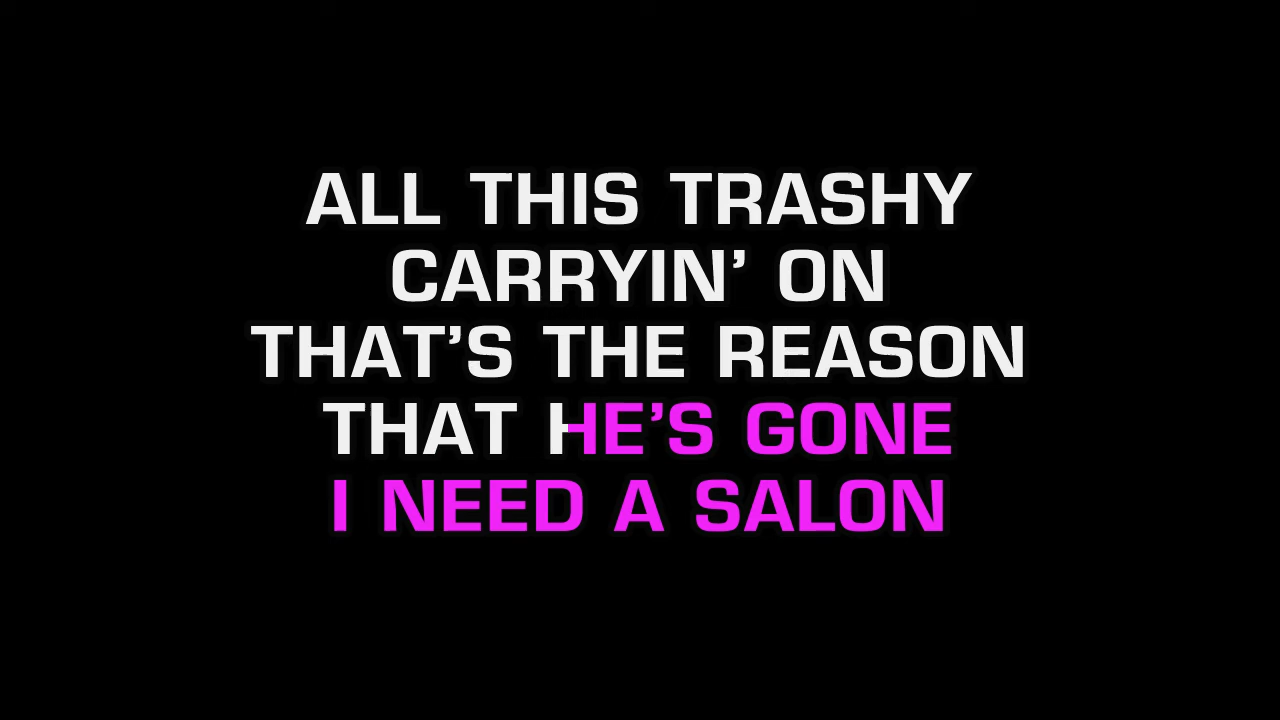 ALL THIS TRASHY
CARRYIN’ ON
THAT’S THE REASON
THAT HE’S GONE
I NEED A SALON